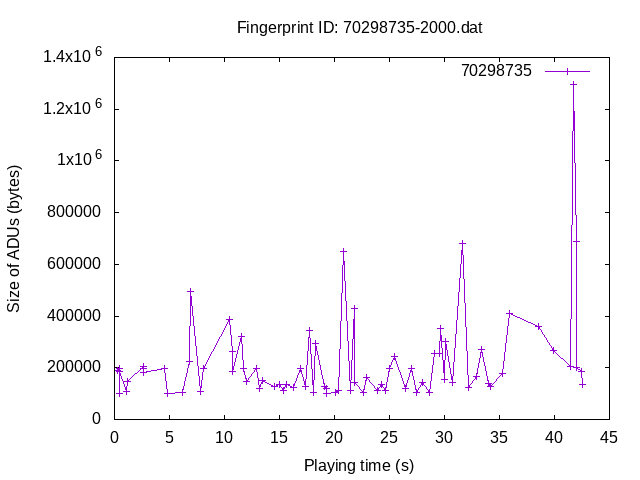 Fingerprint ID: 70298735-2000.dat
70298735
1.4x10^6
1.2x10^6
1x10^6
800000
600000
400000
200000
0
Size of ADUs (bytes)
0 5 10 15 20 25 30 35 40 45
Playing time (s)